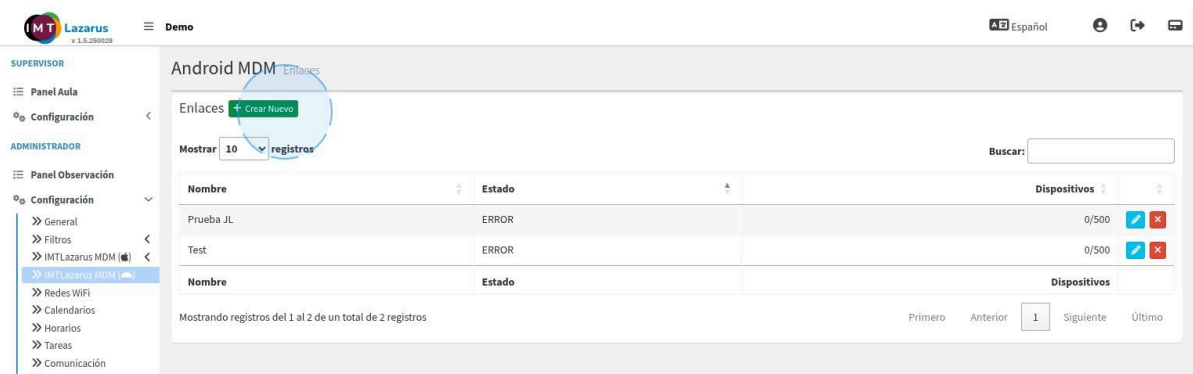 IMT Lazarus
v 1.5.250028
Demo
Español
SUPERVISOR
Panel Aula
Configuración
ADMINISTRADOR
Panel Observación
Configuración
General
Filtros
IMTLazarus MDM ()
IMTLazarus MDM ()
Redes WiFi
Calendarios
Horarios
Tareas
Comunicación
Android MDM Enlaces
Enlaces + Crear Nuevo
Mostrar 10 registros
Buscar:
Nombre Estado Dispositivos
Prueba JL ERROR 0/500
Test ERROR 0/500
Nombre Estado Dispositivos
Mostrando registros del 1 al 2 de un total de 2 registros
Primero Anterior 1 Siguiente Último